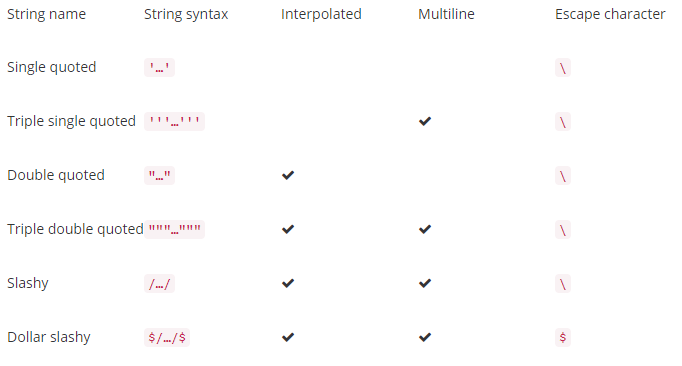 String name String syntax Interpolated Multiline Escape character
Single quoted '…' \
Triple single quoted '''…''' ✔ \
Double quoted "…" ✔ \
Triple double quoted """…""" ✔ ✔ \
Slashy /…/ ✔ ✔ \
Dollar slashy $/…/$ ✔ ✔ $